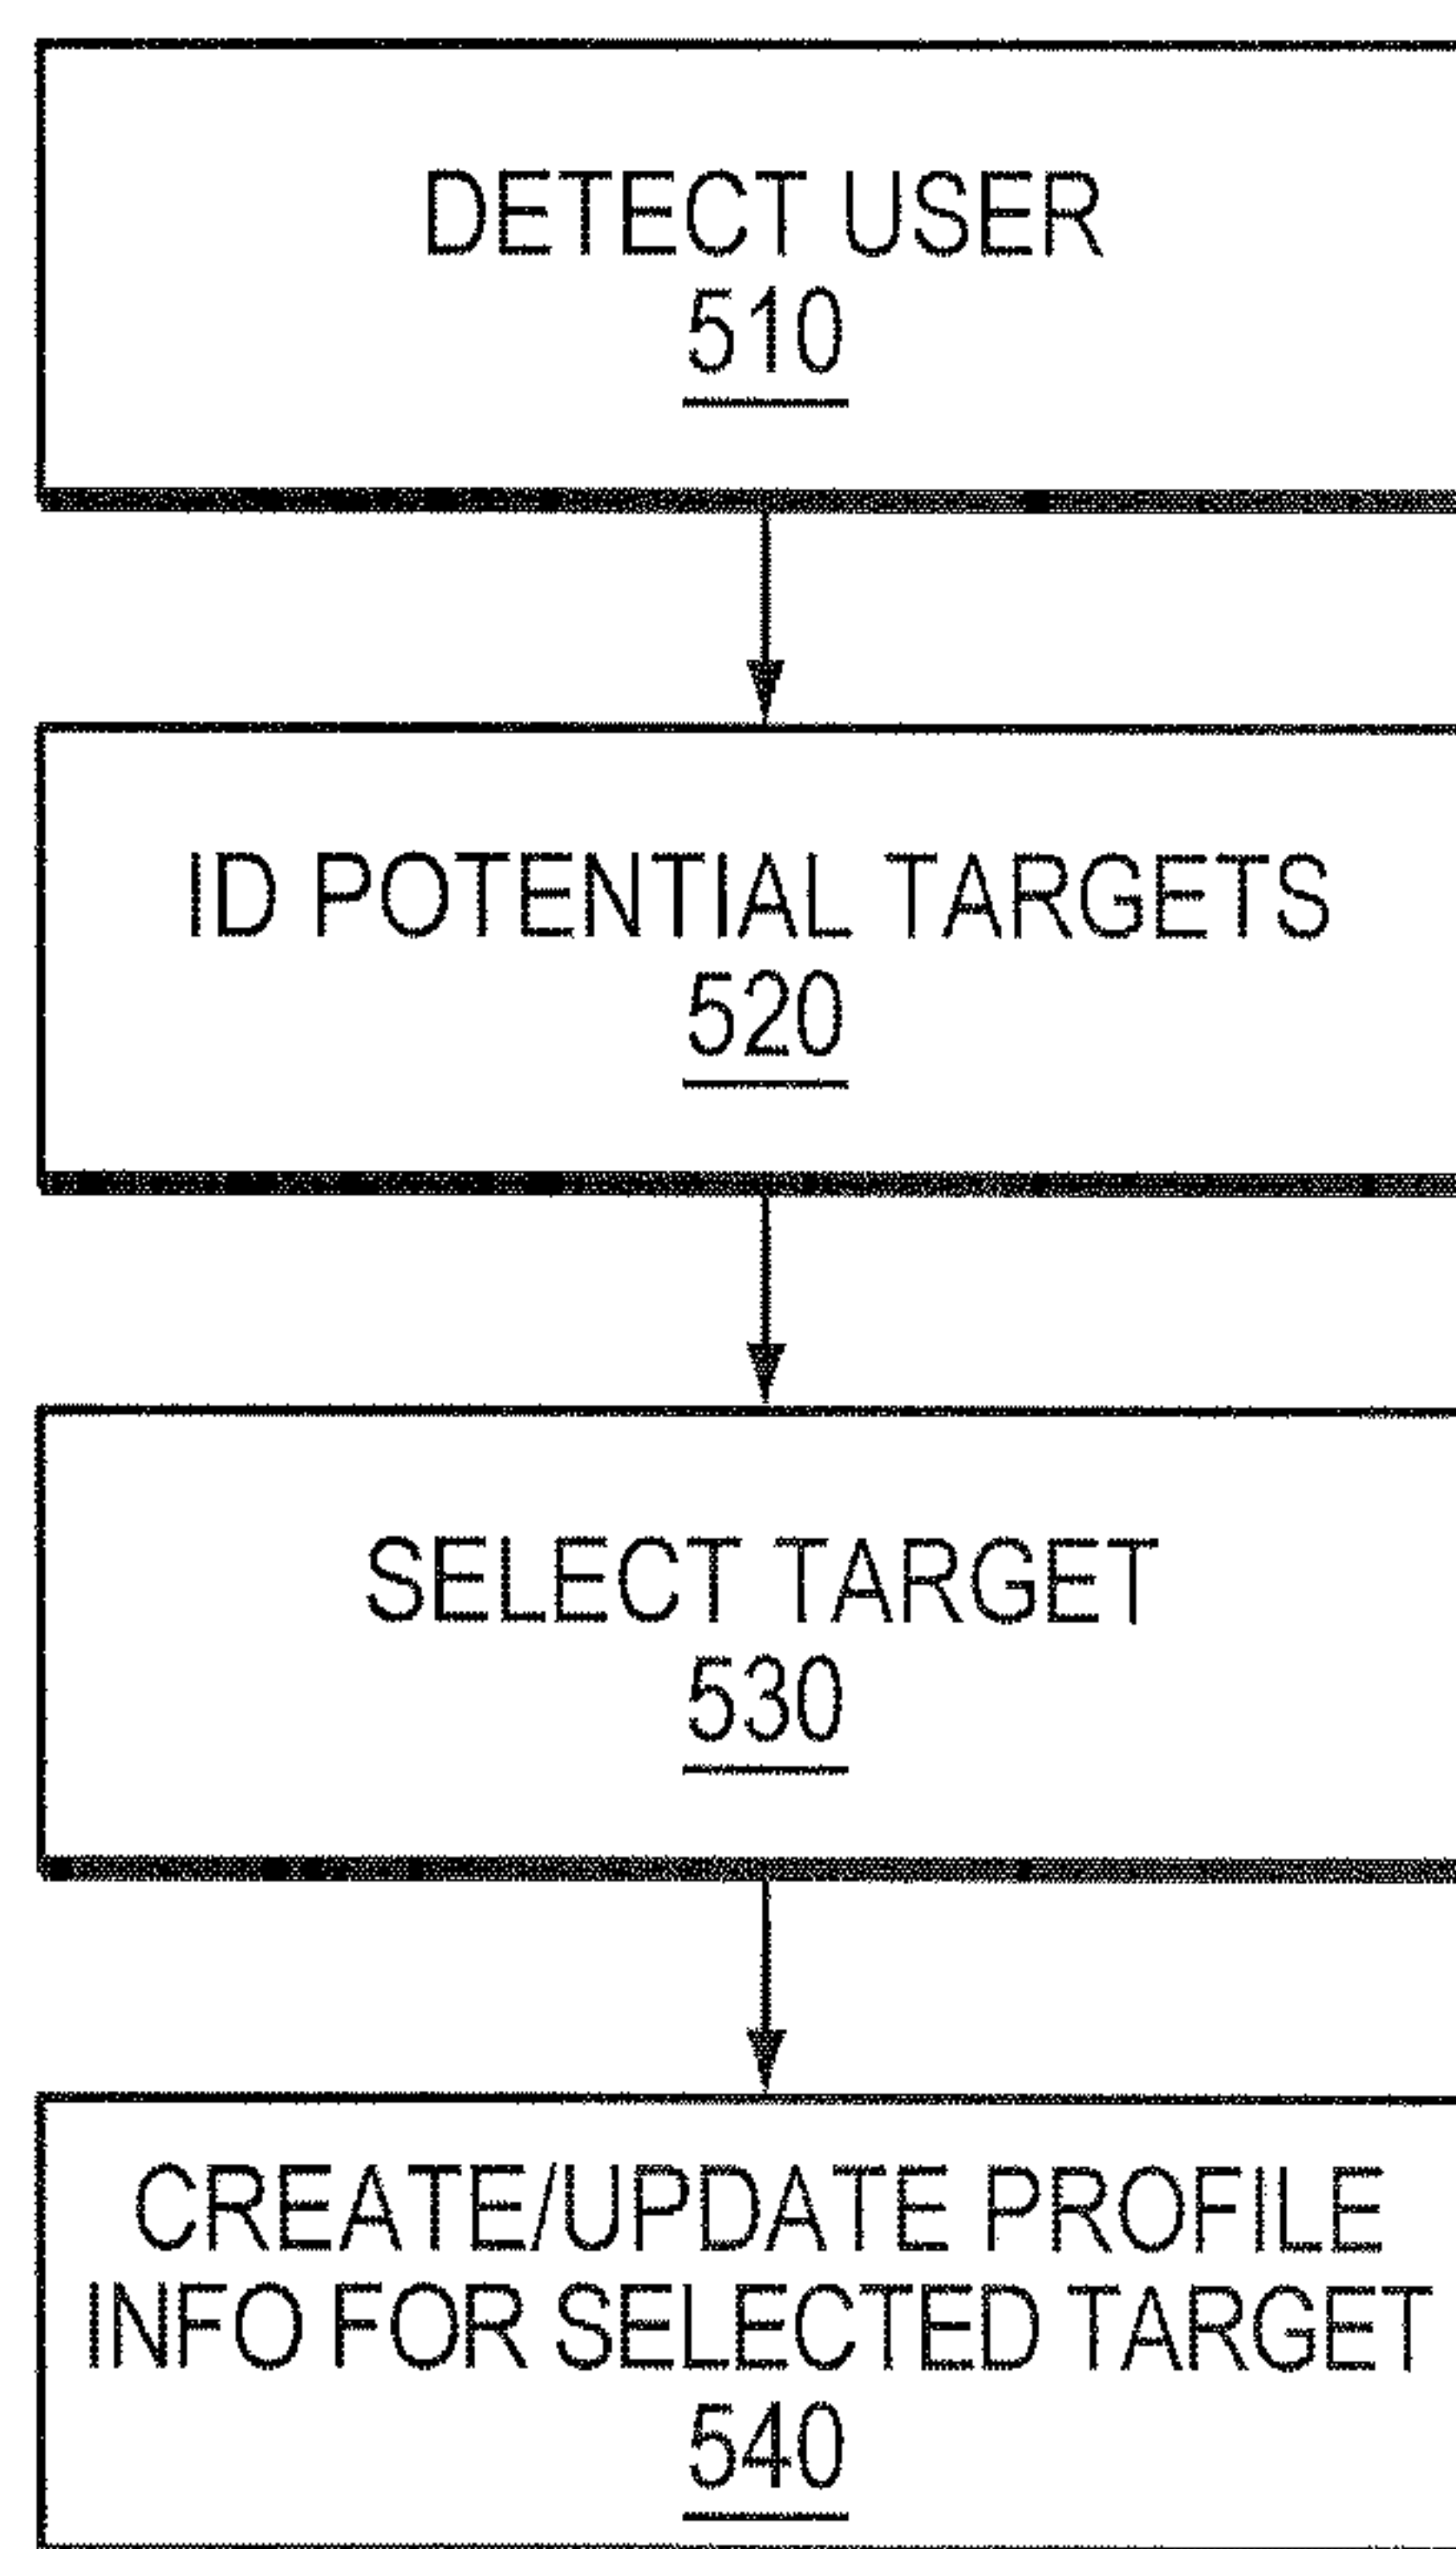 DETECT USER
510
ID POTENTIAL TARGETS
520
SELECT TARGET
530
CREATE/UPDATE PROFILE
INFO FOR SELECTED TARGET
540